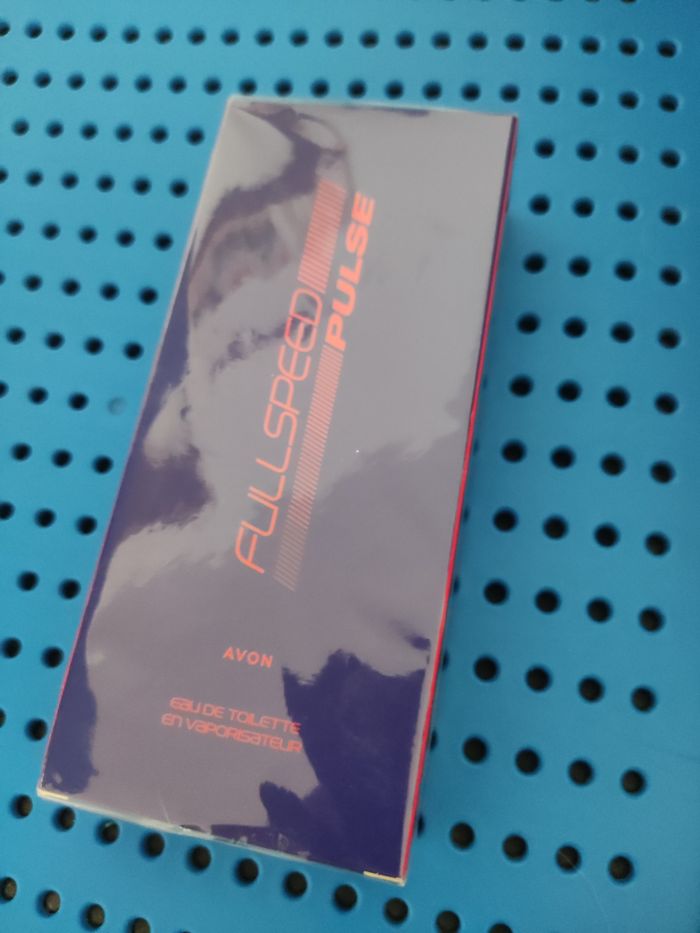 FULLSPEED
PULSE
AVON
EAU DE TOILETTE
EN VAPORISATEUR